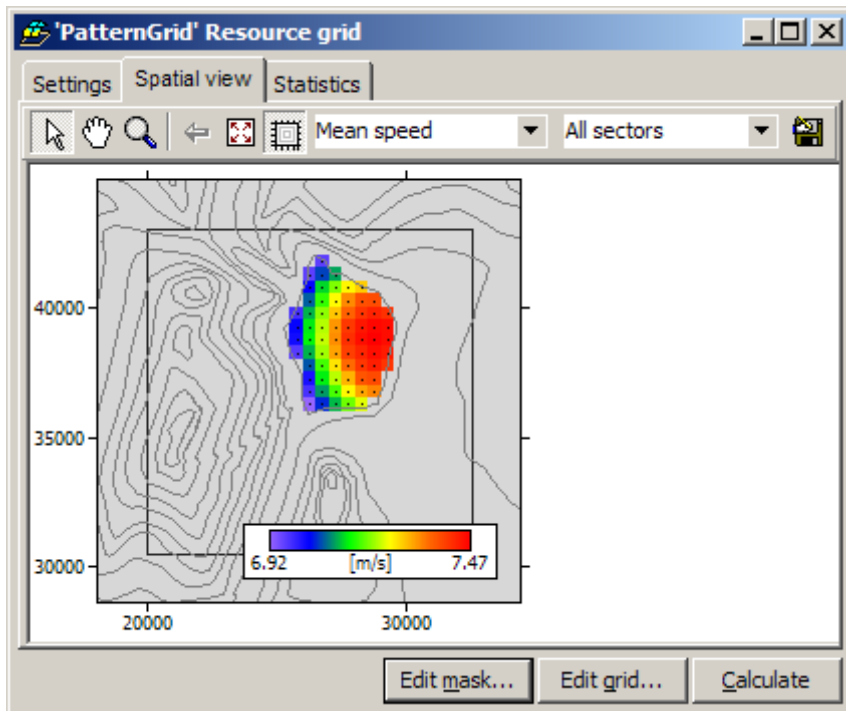 'PatternGrid' Resource grid
Settings Spatial view Statistics
Mean speed All sectors
40000
35000
30000
6.92 [m/s] 7.47
20000 30000
Edit mask... Edit grid... Calculate